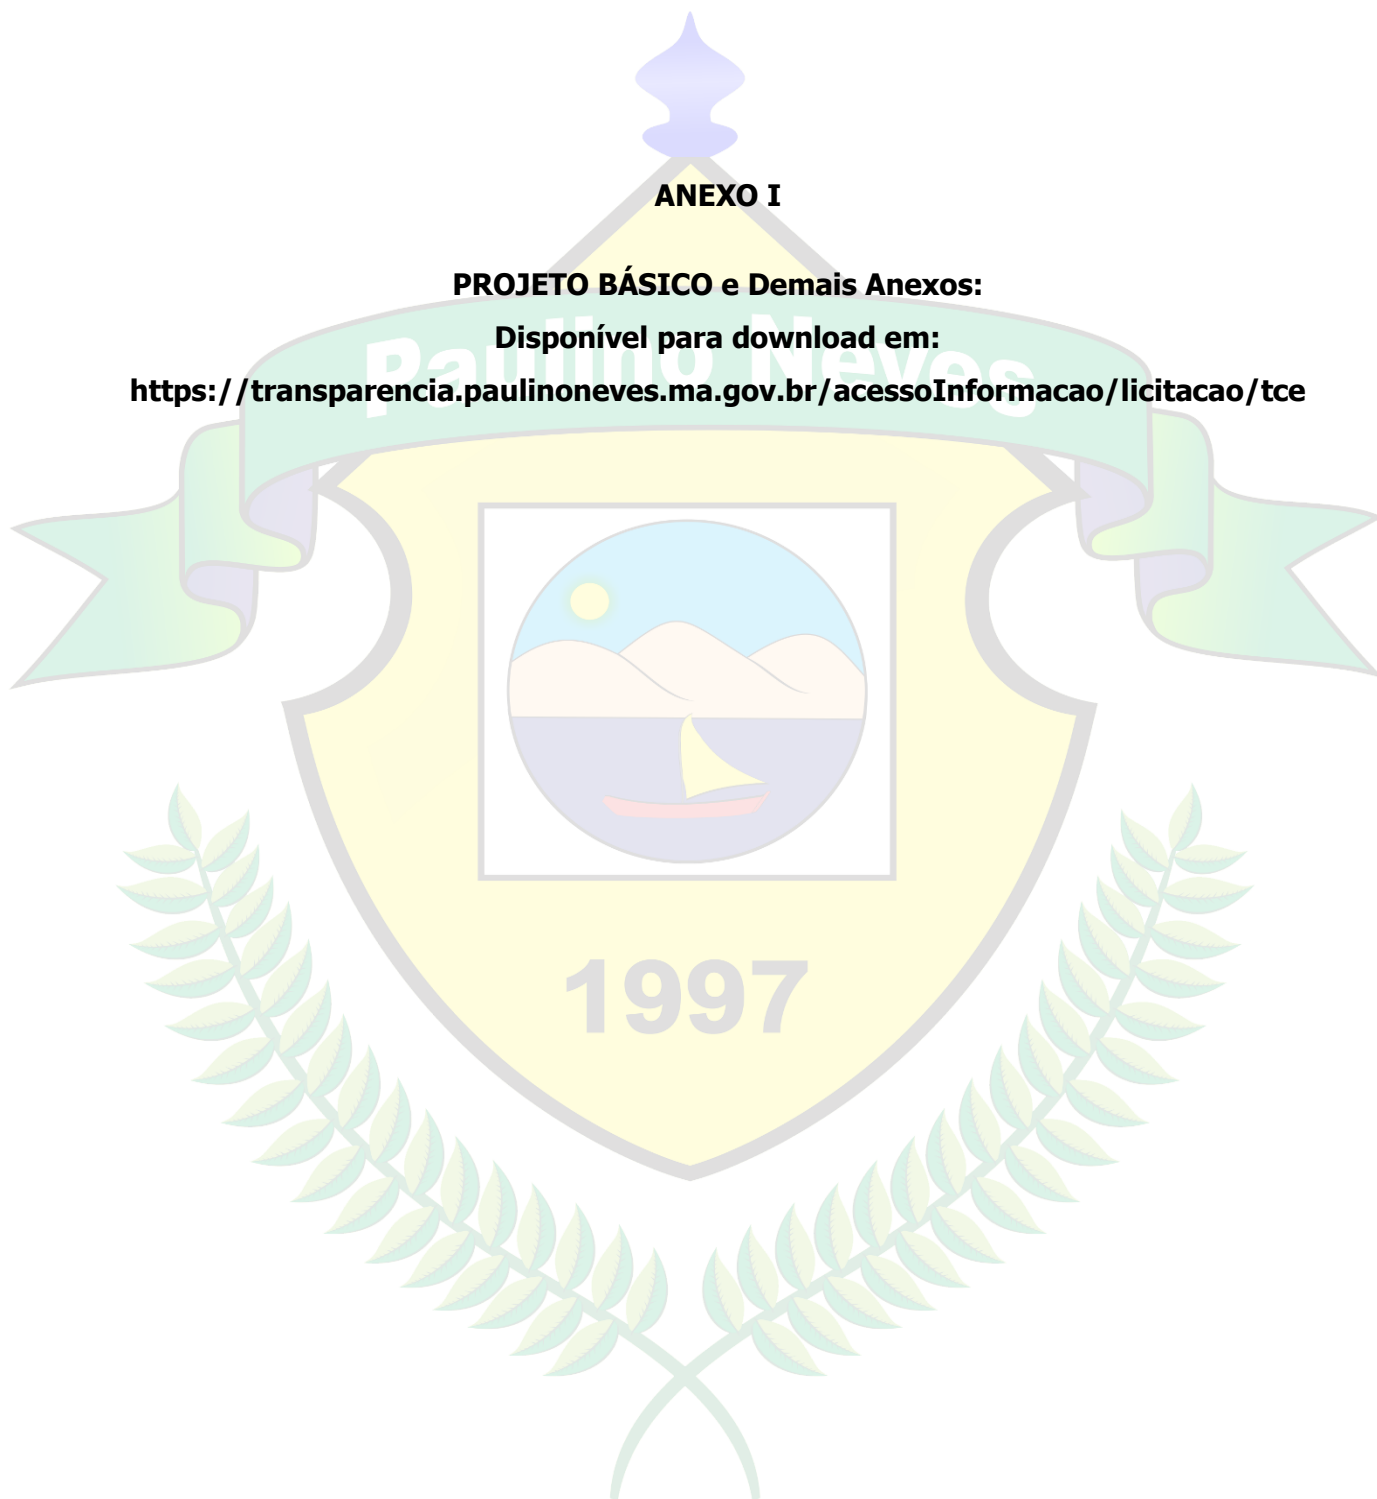 ANEXO I
PROJETO BÁSICO e Demais Anexos:
Disponível para download em:
Paulino Neves
https://transparencia.paulinoneves.ma.gov.br/acessoInformacao/licitacao/tce
1997